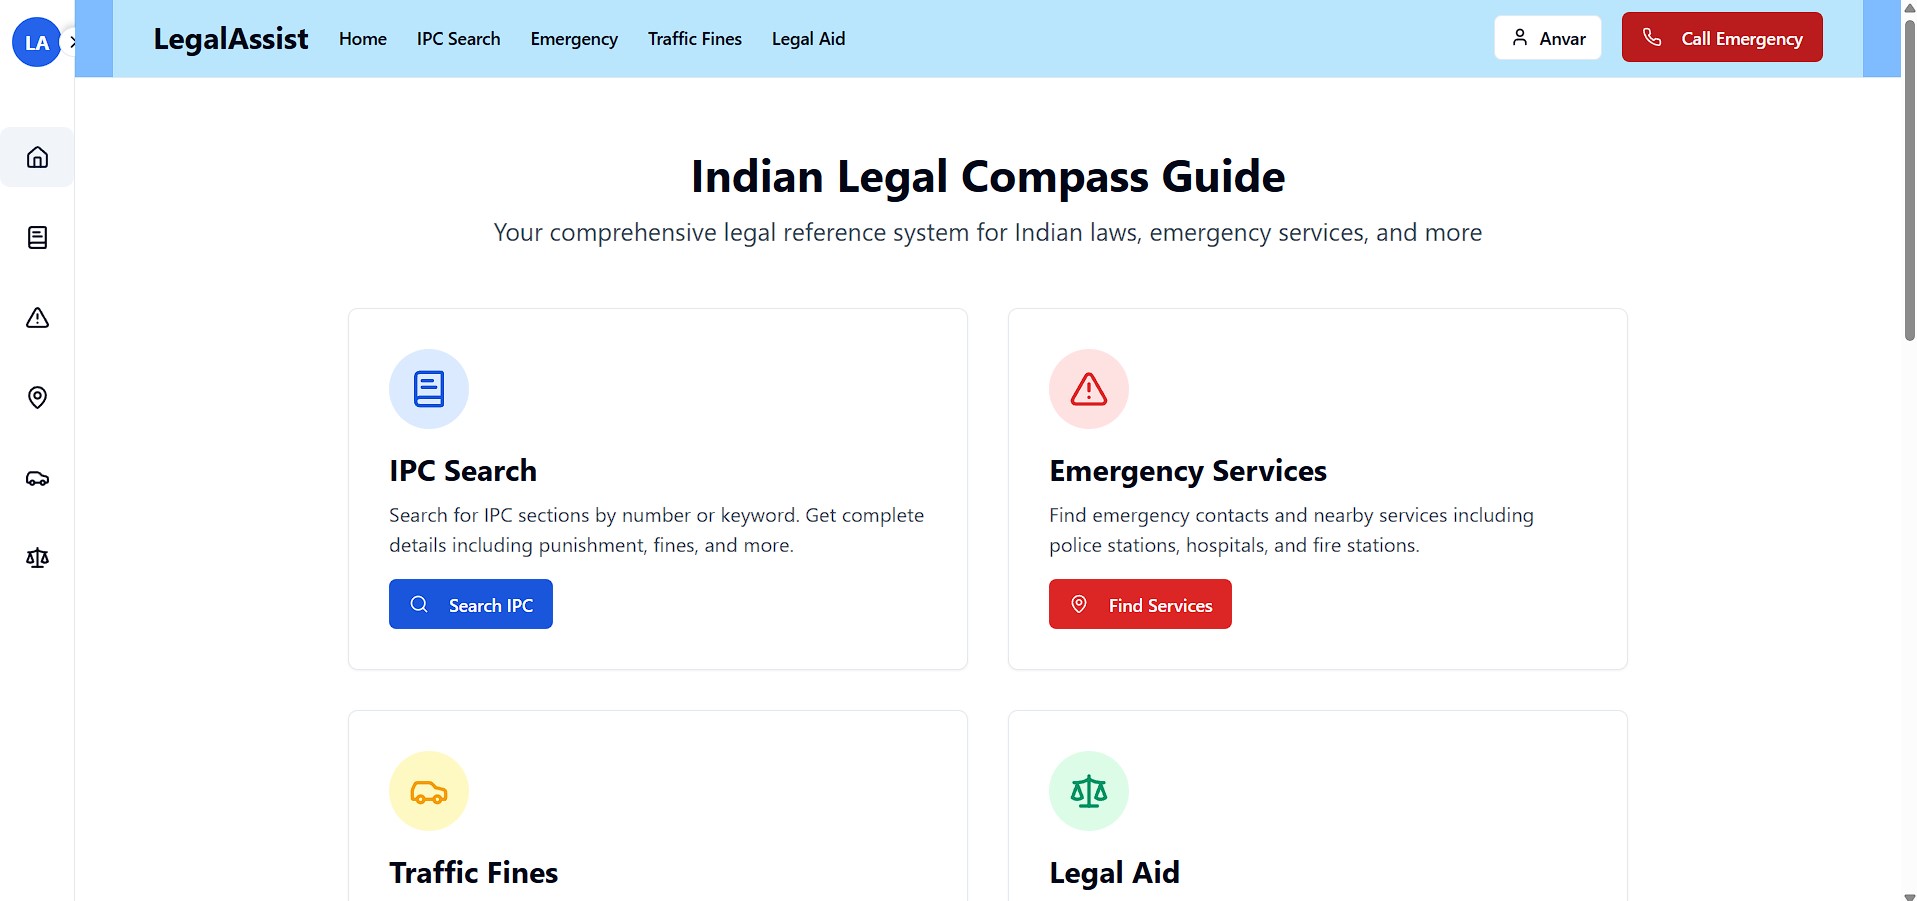 LA
LegalAssist Home IPC Search Emergency Traffic Fines Legal Aid Anvar Call Emergency
Indian Legal Compass Guide
Your comprehensive legal reference system for Indian laws, emergency services, and more
IPC Search
Search for IPC sections by number or keyword. Get complete
details including punishment, fines, and more.
Search IPC
Emergency Services
Find emergency contacts and nearby services including
police stations, hospitals, and fire stations.
Find Services
Traffic Fines
Legal Aid